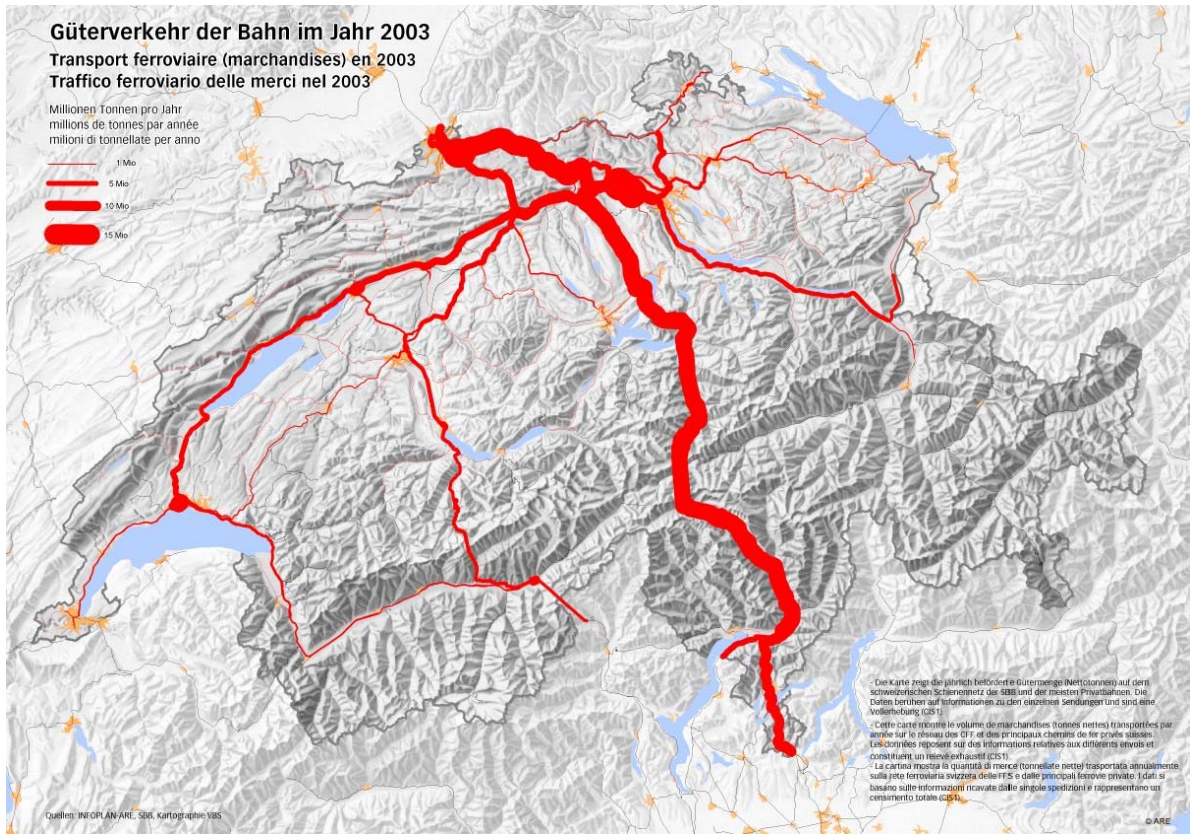 Güterverkehr der Bahn im Jahr 2003
Transport ferroviaire (marchandises) en 2003
Traffico ferroviario delle merci nel 2003
Millionen Tonnen pro Jahr
millions de tonnes par année
milioni di tonnellate per anno
1 Mio
5 Mio
10 Mio
15 Mio
- Die Karte zeigt die jährlich beförderte Gütermenge (Nettotonnen) auf dem
schweizerischen Schienennetz der SBB und der meisten Privatbahnen. Die
Daten beruhen auf Informationen zu den einzelnen Sendungen und sind eine
Vollerhebung (CIS1)
- Cette carte montre le volume de marchandises (tonnes nettes) transportées par
année sur le réseau des CFF et des principaux chemins de fer privés suisses.
Les données reposent sur des informations relatives aux différents envois et
constituent un relevé exhaustif (CIS1)
- La cartina mostra la quantità di merce (tonnellate nette) trasportata annualmente
sulla rete ferroviaria svizzera delle FFS e dalle principali ferrovie private. I dati si
basano sulle informazioni ricavate dalle singole spedizioni e rappresentano un
censimento totale (CIS1)
Quellen: INFOPLAN-ARE, SBB, Kartographie VBS
© ARE